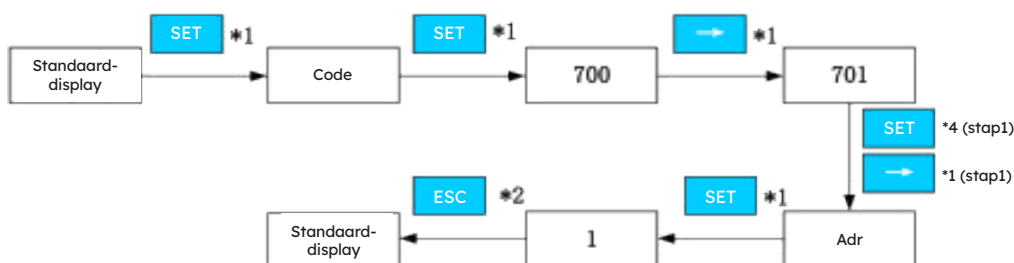 SET *1
SET *1
→ *1
Standaard-
display
Code
700
701
SET *4 (stap1)
→ *1 (stap1)
ESC *2
SET *1
Standaard-
display
1
Adr